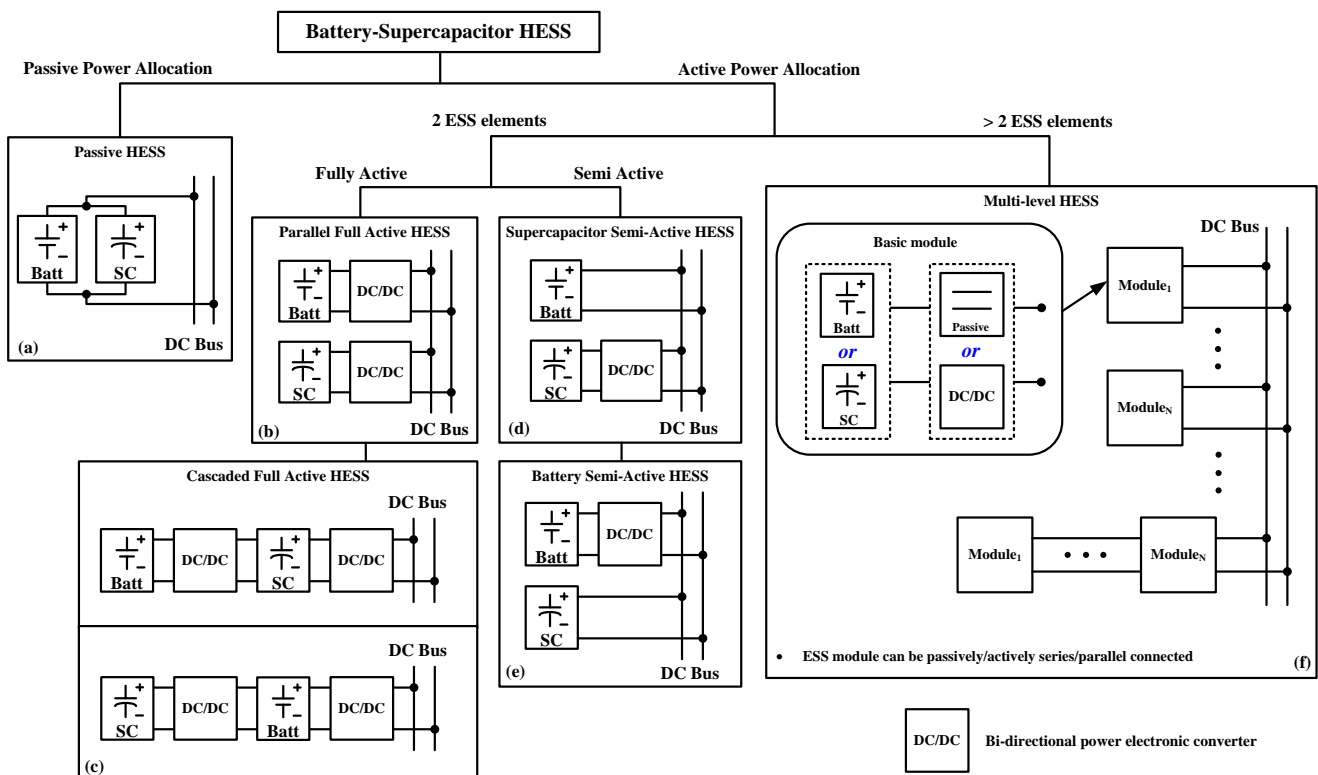 Battery-Supercapacitor HESS
Passive Power Allocation
Active Power Allocation
2 ESS elements
> 2 ESS elements
Fully Active
Semi Active
Passive HESS
+
-
Batt
+
-
SC
DC Bus
(a)
Parallel Full Active HESS
+
-
Batt
DC/DC
+
-
SC
DC/DC
DC Bus
(b)
Cascaded Full Active HESS
DC Bus
+
-
Batt
DC/DC
+
-
SC
DC/DC
DC Bus
+
-
SC
DC/DC
+
-
Batt
DC/DC
(c)
Supercapacitor Semi-Active HESS
+
-
Batt
+
-
SC
DC/DC
DC Bus
(d)
Battery Semi-Active HESS
+
-
Batt
DC/DC
+
-
SC
DC Bus
(e)
Multi-level HESS
DC Bus
Basic module
+
-
Batt
or
+
-
SC
Passive
or
DC/DC
Module1
ModuleN
Module1
ModuleN
• ESS module can be passively/actively series/parallel connected
(f)
DC/DC
Bi-directional power electronic converter